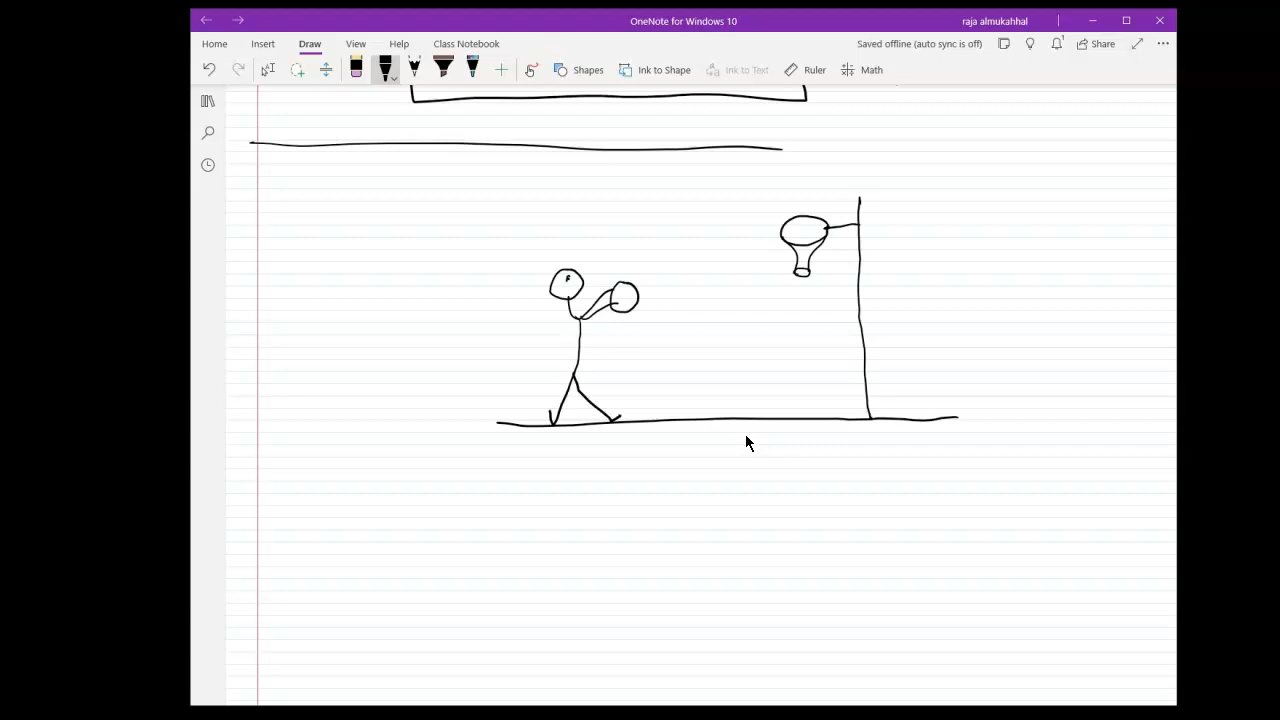 OneNote for Windows 10
raja almukahhal
Home Insert Draw View Help Class Notebook
Saved offline (auto sync is off)
1
Share
Shapes
Ink to Shape
Ink to Text
Ruler
Math